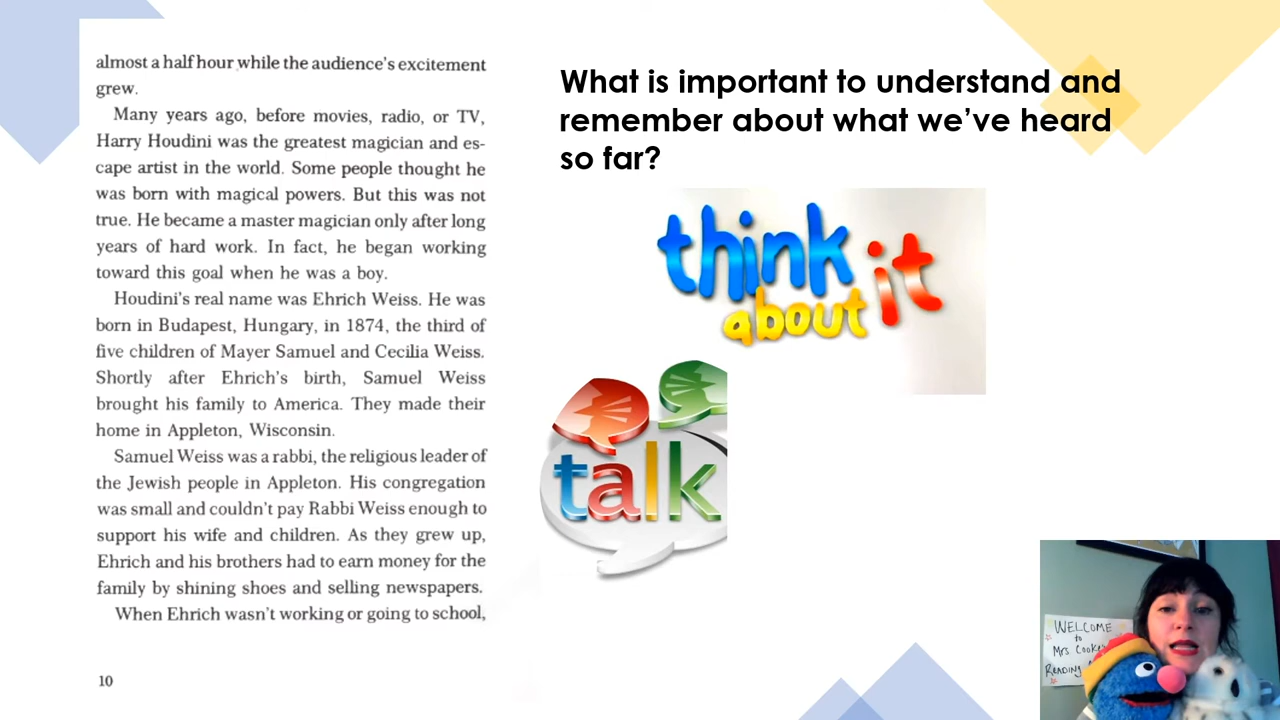 almost a half hour while the audience's excitement
grew.
Many years ago, before movies, radio, or TV,
Harry Houdini was the greatest magician and es-
cape artist in the world. Some people thought he
was born with magical powers. But this was not
true. He became a master magician only after long
years of hard work. In fact, he began working
toward this goal when he was a boy.
Houdini's real name was Ehrich Weiss. He was
born in Budapest, Hungary, in 1874, the third of
five children of Mayer Samuel and Cecilia Weiss.
Shortly after Ehrich's birth, Samuel Weiss
brought his family to America. They made their
home in Appleton, Wisconsin.
Samuel Weiss was a rabbi, the religious leader of
the Jewish people in Appleton. His congregation
was small and couldn't pay Rabbi Weiss enough to
support his wife and children. As they grew up,
Ehrich and his brothers had to earn money for the
family by shining shoes and selling newspapers.
When Ehrich wasn't working or going to school,
10
What is important to understand and
remember about what we've heard
so far?
think
about it
talk
WELCOME
to
Mrs Cooke
READING